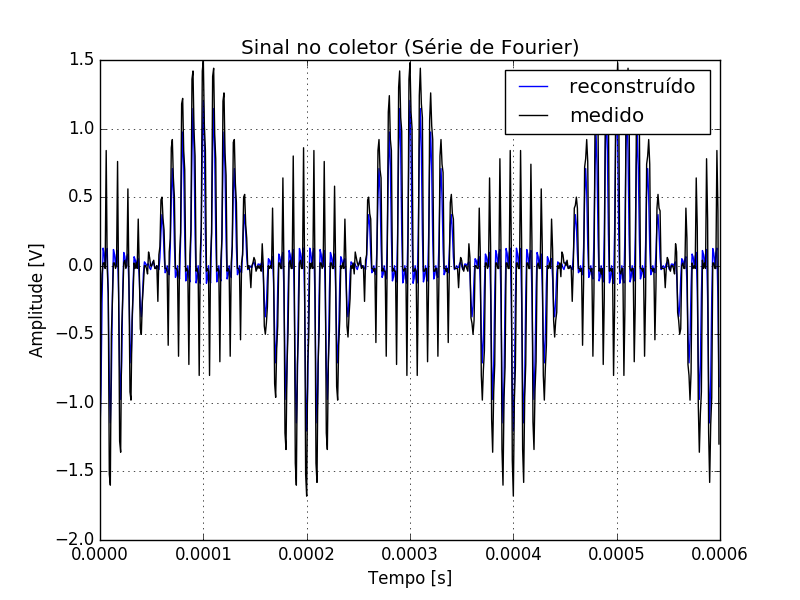 Sinal no coletor (Série de Fourier)
1.5
reconstruído
medido
1.0
0.5
0.0
−0.5
−1.0
−1.5
−2.0
Amplitude [V]
0.0000 0.0001 0.0002 0.0003 0.0004 0.0005 0.0006
Tempo [s]